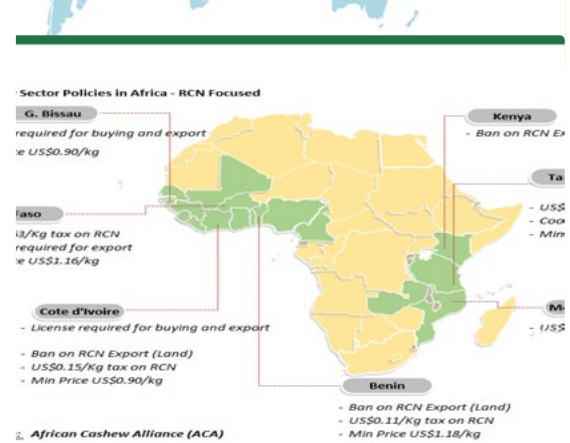 Sector Policies in Africa - RCN Focused
G. Bissau
required for buying and export
US$0.90/kg
Kenya
- Ban on RCN
Faso
/Kg tax on RCN
required for export
US$1.16/kg
- US$
- Min
Cote d'Ivoire
- License required for buying and export
- Ban on RCN Export (Land)
- US$0.15/Kg tax on RCN
- Min Price US$0.90/kg
- US$
Benin
- Ban on RCN Export (Land)
- US$0.11/Kg tax on RCN
- Min Price US$1.18/kg
African Cashew Alliance (ACA)